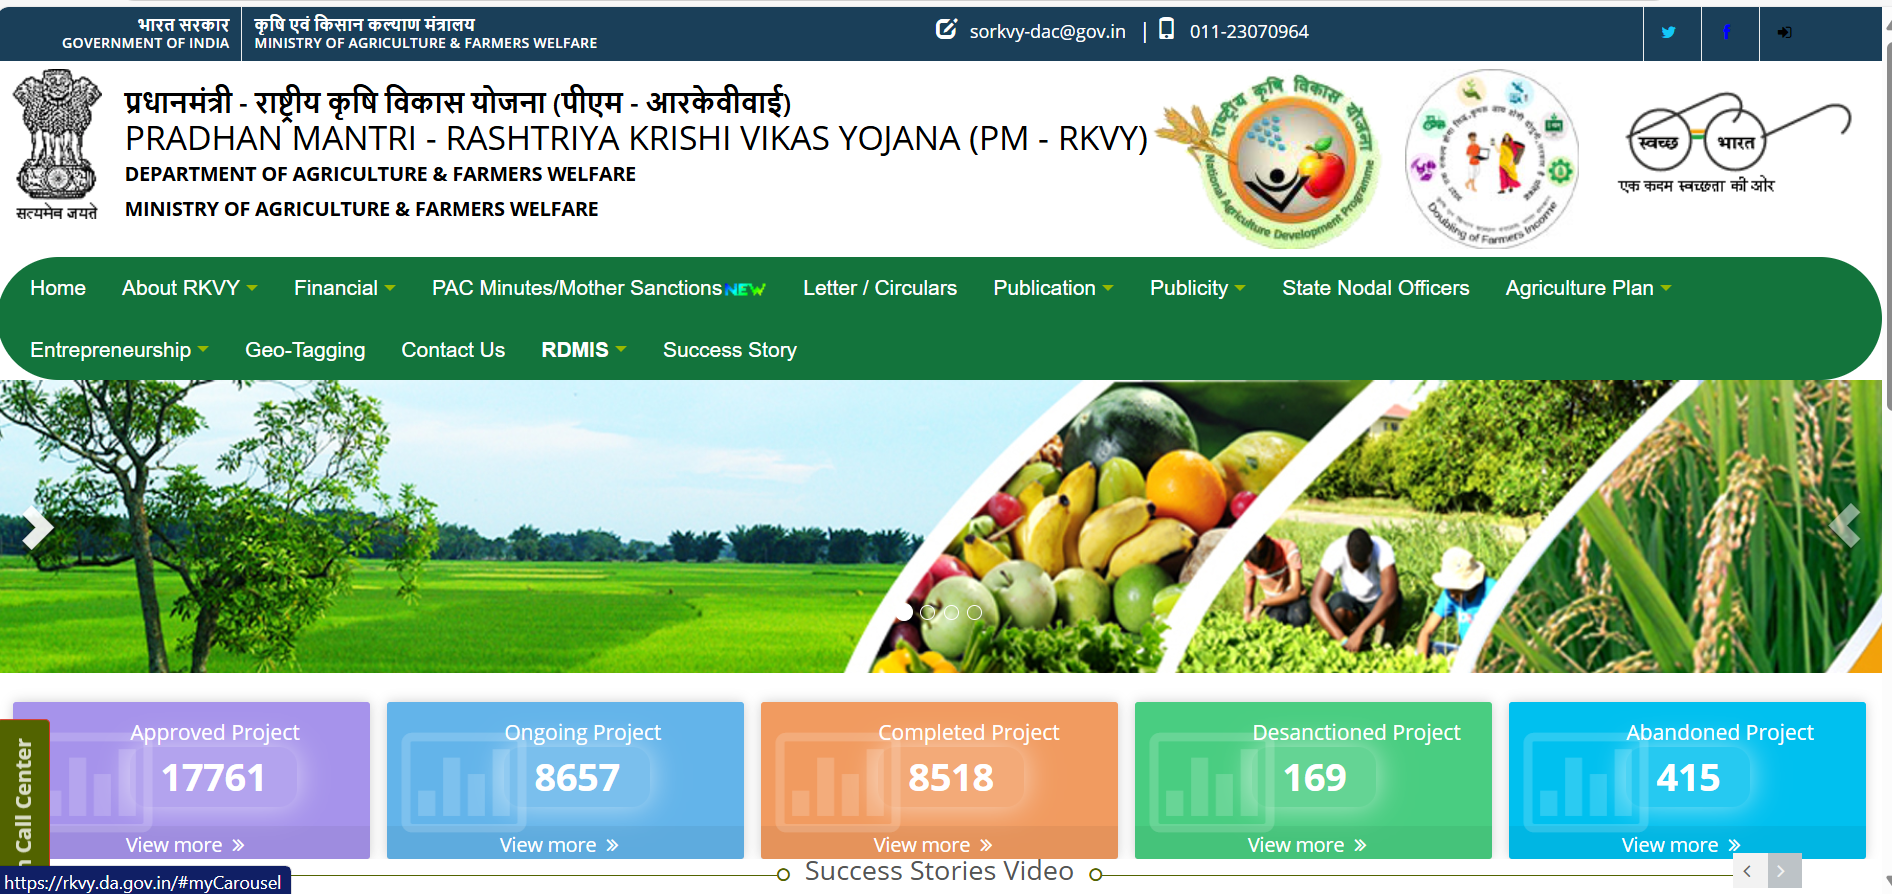 भारत सरकार
GOVERNMENT OF INDIA
कृषि एवं किसान कल्याण मंत्रालय
MINISTRY OF AGRICULTURE & FARMERS WELFARE
sorkvy-dac@gov.in | 011-23070964
सत्यमेव जयते
प्रधानमंत्री - राष्ट्रीय कृषि विकास योजना (पीएम - आरकेवीवाई)
PRADHAN MANTRI - RASHTRIYA KRISHI VIKAS YOJANA (PM - RKVY)
DEPARTMENT OF AGRICULTURE & FARMERS WELFARE
MINISTRY OF AGRICULTURE & FARMERS WELFARE
राष्ट्रीय कृषि विकास योजना
National Agriculture Development Programme
Doubling of Farmers Income
स्वच्छ भारत
एक कदम स्वच्छता की ओर
Home About RKVY Financial PAC Minutes/Mother Sanctions NEW Letter / Circulars Publication Publicity State Nodal Officers Agriculture Plan
Entrepreneurship Geo-Tagging Contact Us RDMIS Success Story
Approved Project
17761
View more »
Ongoing Project
8657
View more »
Completed Project
8518
View more »
Desanctioned Project
169
View more »
Abandoned Project
415
View more »
Call Center
Success Stories Video
https://rkvy.da.gov.in/#myCarousel